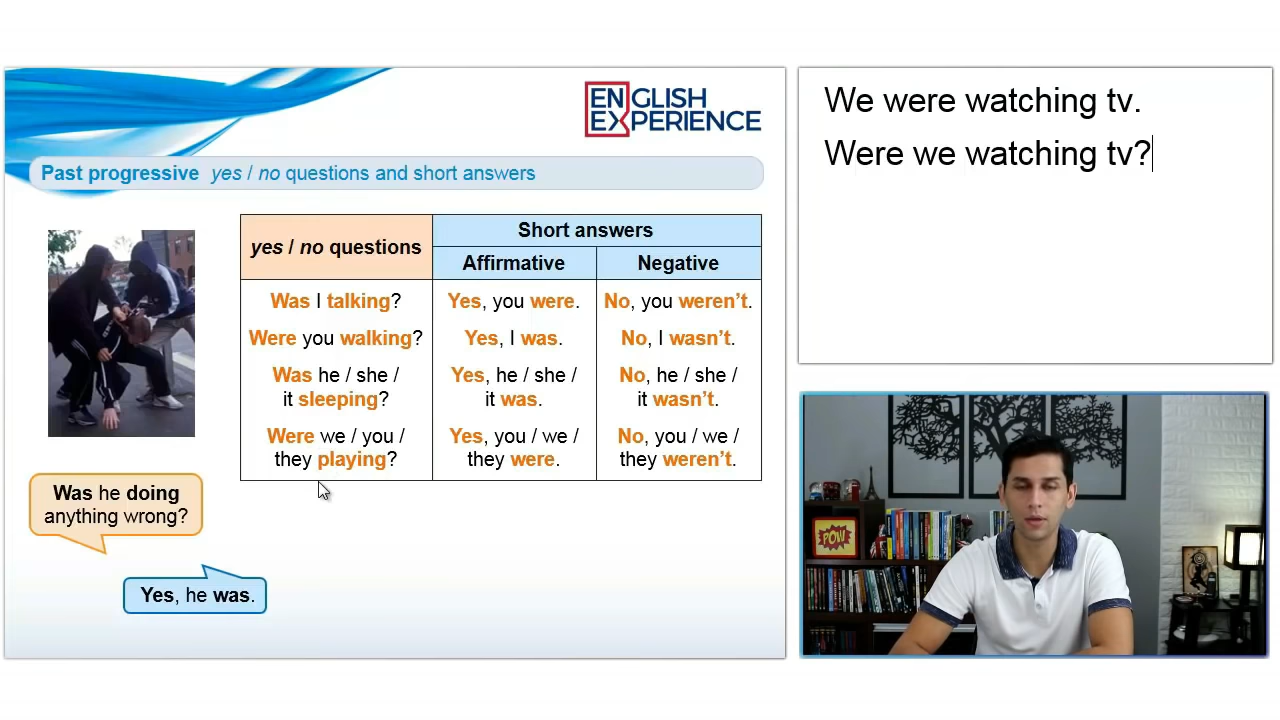 ENGLISH
EXPERIENCE
Past progressive yes / no questions and short answers
yes / no questions
Short answers
Affirmative
Negative
Was I talking?
Yes, you were.
No, you weren't.
Were you walking?
Yes, I was.
No, I wasn't.
Was he / she /
it sleeping?
Yes, he / she /
it was.
No, he / she /
it wasn't.
Were we / you /
they playing?
Yes, you / we /
they were.
No, you / we /
they weren't.
Was he doing
anything wrong?
Yes, he was.
We were watching tv.
Were we watching tv?
POW